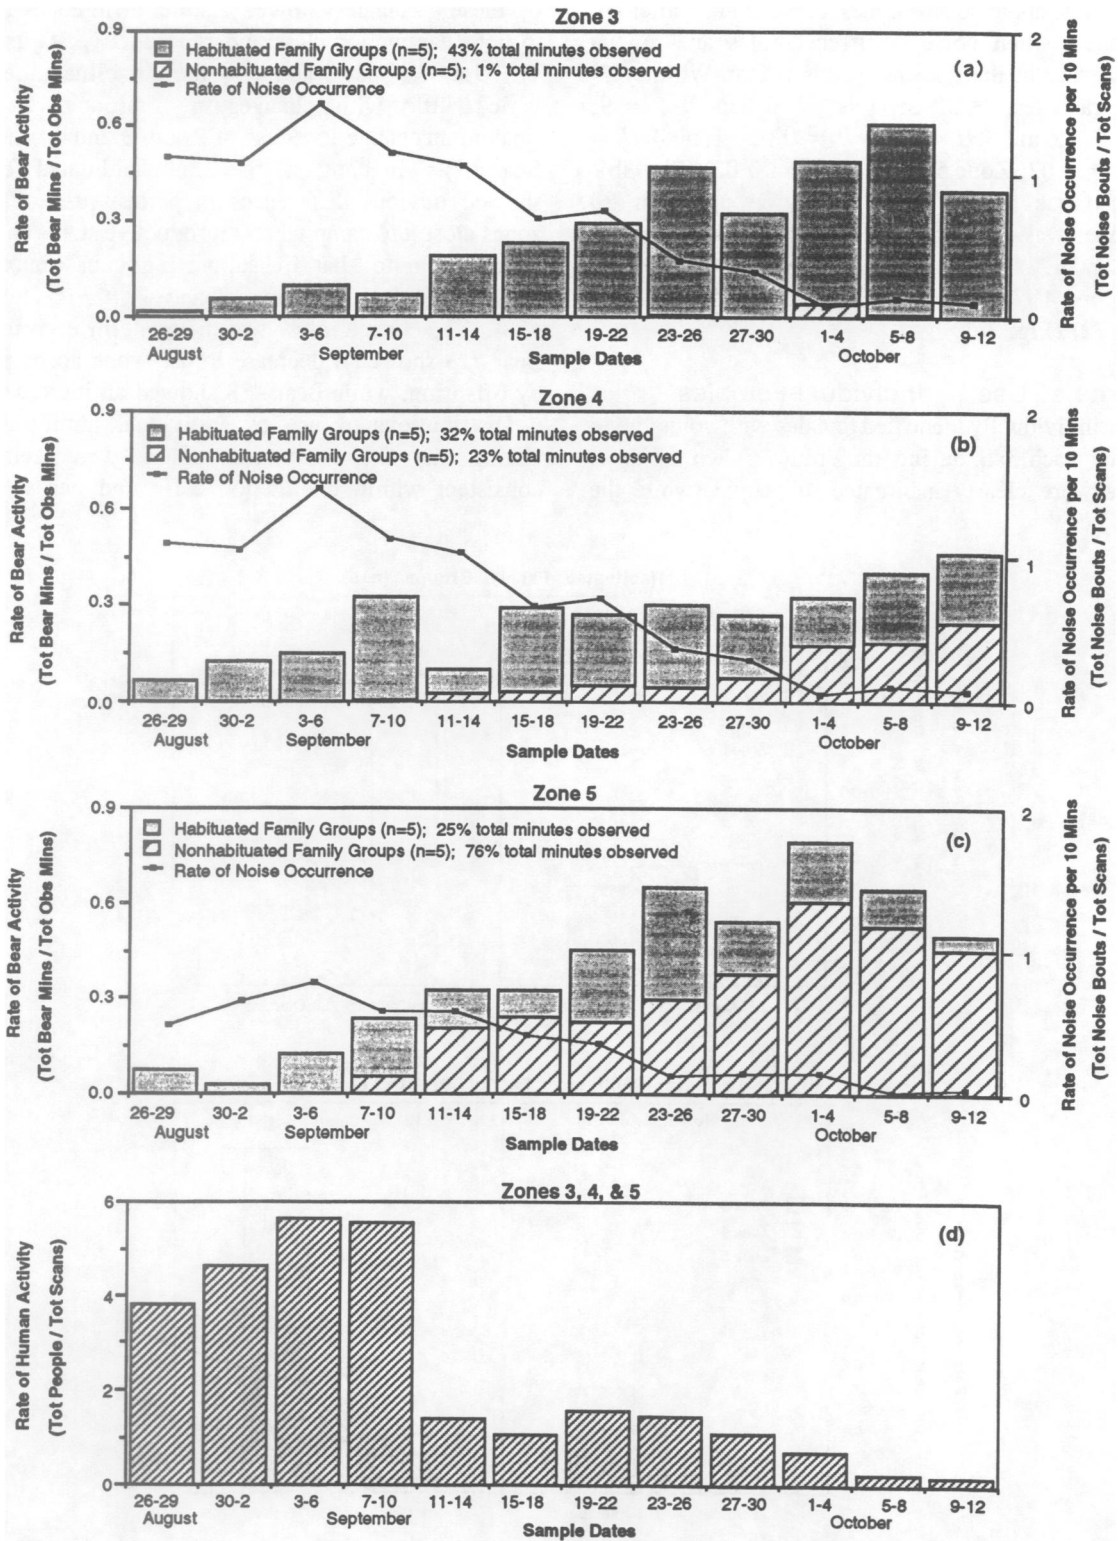 Zone 3
0.9
0.6
0.3
0.0
Rate of Bear Activity
(Tot Bear Mins / Tot Obs Mins)
Habituated Family Groups (n=5); 43% total minutes observed
Nonhabituated Family Groups (n=5); 1% total minutes observed
Rate of Noise Occurrence
(a)
2
1
0
Rate of Noise Occurrence per 10 Mins
(Tot Noise Bouts / Tot Scans)
26-29 30-2 3-6 7-10 11-14 15-18 19-22 23-26 27-30 1-4 5-8 9-12
August September October
Sample Dates
Zone 4
0.9
0.6
0.3
0.0
Rate of Bear Activity
(Tot Bear Mins / Tot Obs Mins)
Habituated Family Groups (n=5); 32% total minutes observed
Nonhabituated Family Groups (n=5); 23% total minutes observed
Rate of Noise Occurrence
(b)
2
1
0
Rate of Noise Occurrence per 10 Mins
(Tot Noise Bouts / Tot Scans)
26-29 30-2 3-6 7-10 11-14 15-18 19-22 23-26 27-30 1-4 5-8 9-12
August September October
Sample Dates
Zone 5
0.9
0.6
0.3
0.0
Rate of Bear Activity
(Tot Bear Mins / Tot Obs Mins)
Habituated Family Groups (n=5); 25% total minutes observed
Nonhabituated Family Groups (n=5); 76% total minutes observed
Rate of Noise Occurrence
(c)
2
1
0
Rate of Noise Occurrence per 10 Mins
(Tot Noise Bouts / Tot Scans)
26-29 30-2 3-6 7-10 11-14 15-18 19-22 23-26 27-30 1-4 5-8 9-12
August September October
Sample Dates
Zones 3, 4, & 5
6
4
2
0
Rate of Human Activity
(Tot People / Tot Scans)
(d)
26-29 30-2 3-6 7-10 11-14 15-18 19-22 23-26 27-30 1-4 5-8 9-12
August September October
Sample Dates